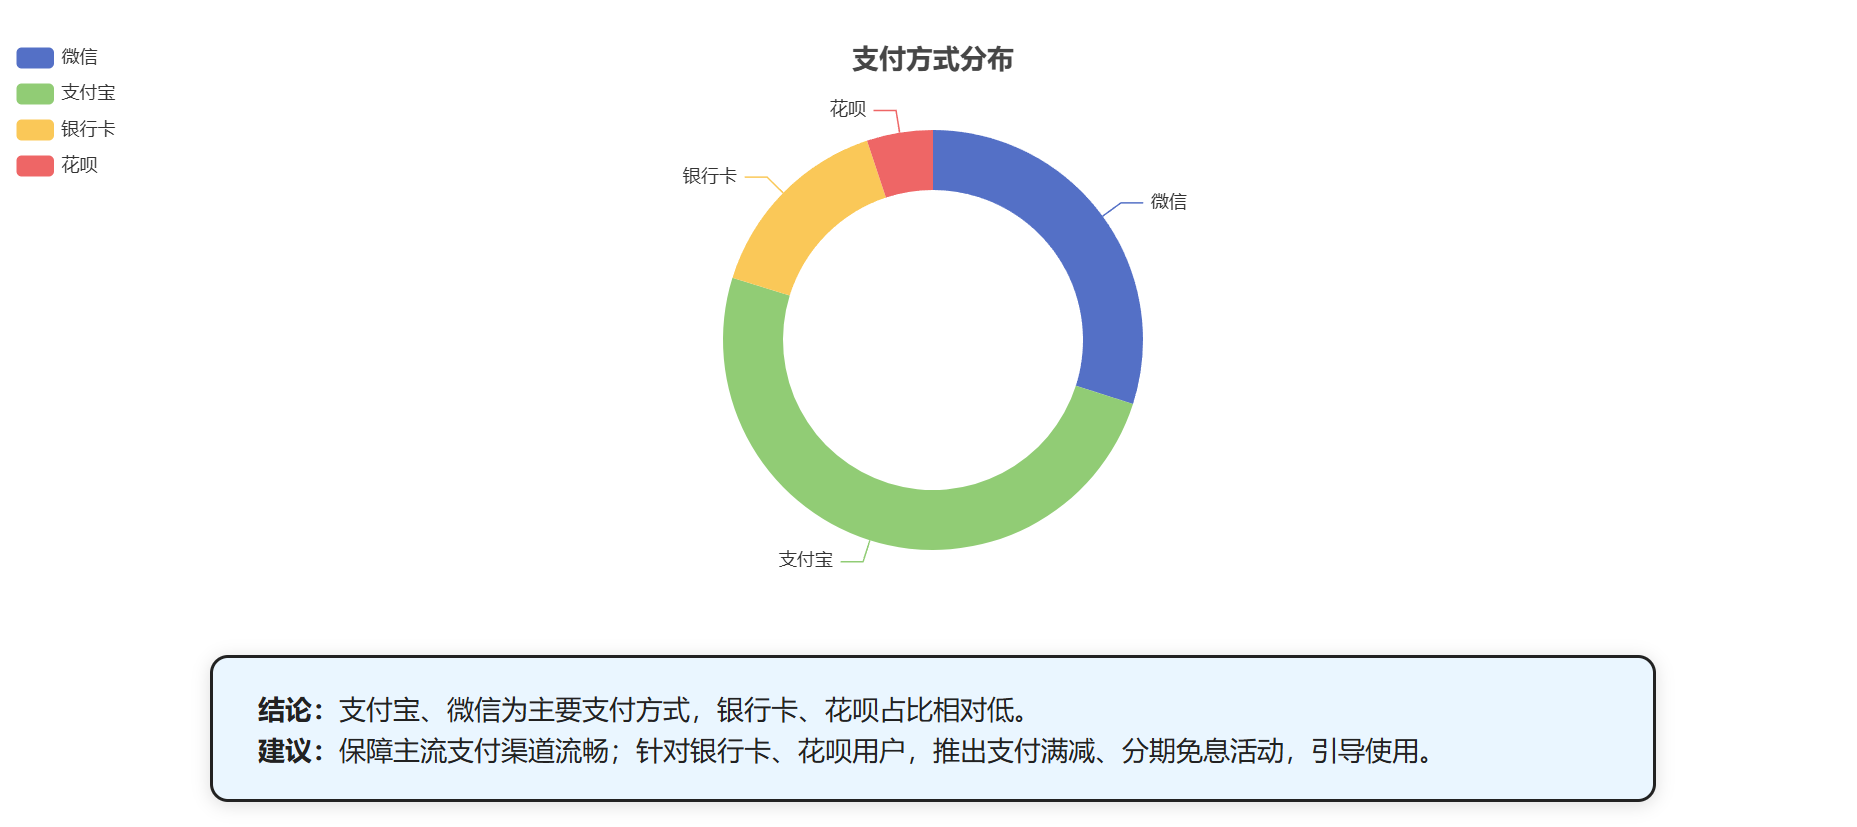 支付方式分布
微信
支付宝
银行卡
花呗
花呗
银行卡
微信
支付宝
结论：支付宝、微信为主要支付方式，银行卡、花呗占比相对低。
建议：保障主流支付渠道流畅；针对银行卡、花呗用户，推出支付满减、分期免息活动，引导使用。